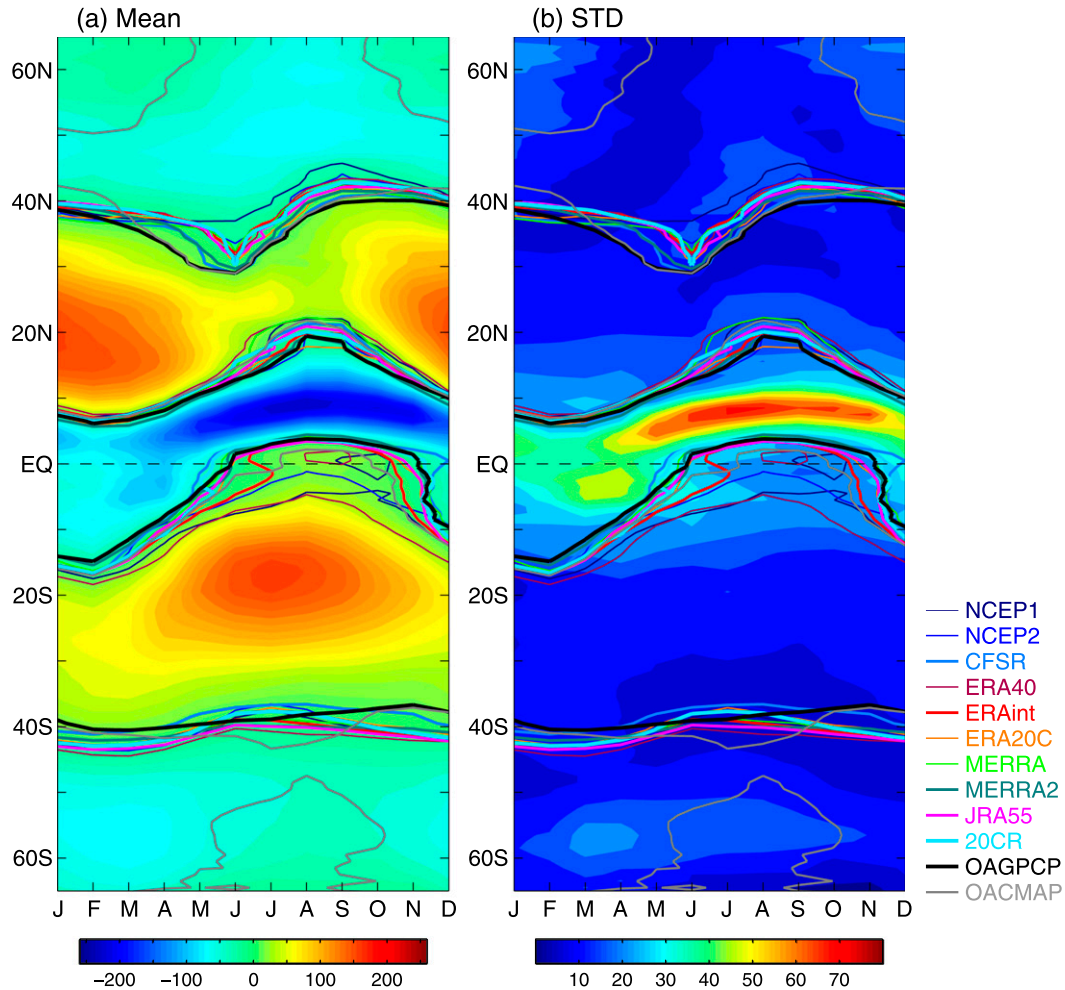 (a) Mean
(b) STD
60N
40N
20N
EQ
20S
40S
60S
J F M A M J J A S O N D
60N
40N
20N
EQ
20S
40S
60S
J F M A M J J A S O N D
NCEP1
NCEP2
CFSR
ERA40
ERAint
ERA20C
MERRA
MERRA2
JRA55
20CR
OAGPCP
OACMAP
−200 −100 0 100 200
10 20 30 40 50 60 70